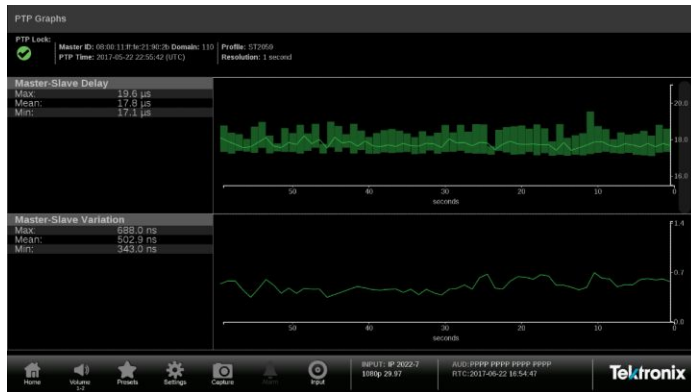 PTP Graphs
PTP Lock:
Master ID: 08:00:11:ff:fe:21:90:2b Domain: 110
PTP Time: 2017-05-22 22:55:42 (UTC)
Profile: ST2059
Resolution: 1 second
Master-Slave Delay
Max: 19.6 µs
Mean: 17.8 µs
Min: 17.1 µs
20.0
18.0
16.0
50 40 30 20 10 0
seconds
Master-Slave Variation
Max: 688.0 ns
Mean: 502.9 ns
Min: 343.0 ns
1.4
0.7
0.0
50 40 30 20 10 0
seconds
Home
Volume
1-2
Presets
Settings
Capture
Alarm
Input
INPUT: IP 2022-7
1080p 29.97
AUD:PPPP PPPP PPPP PPPP
RTC:2017-06-22 16:54:47
Tektronix